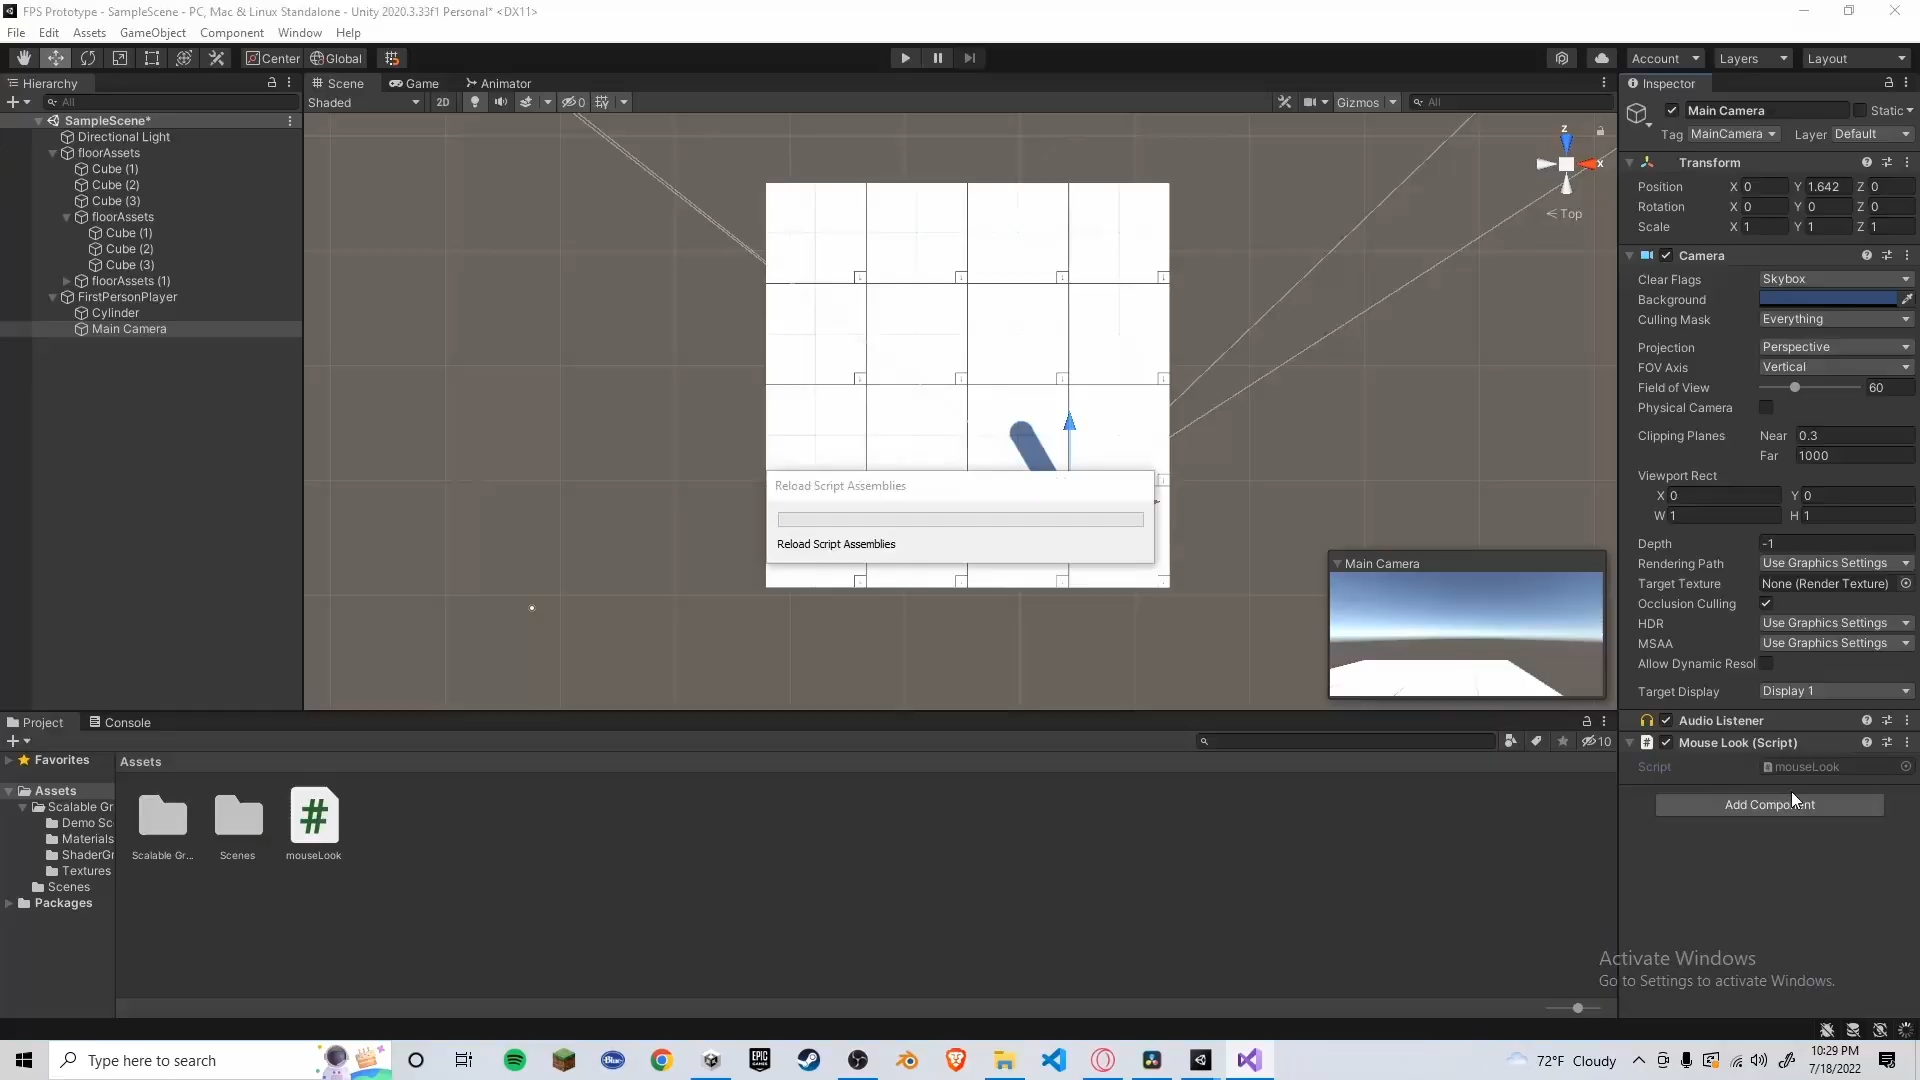 FPS Prototype - SampleScene - PC, Mac & Linux Standalone - Unity 2020.3.33f1 Personal* <DX11>
File Edit Assets GameObject Component Window Help
Center Global
Account Layers Layout
Hierarchy
All
SampleScene*
Directional Light
floorAssets
Cube (1)
Cube (2)
Cube (3)
floorAssets
Cube (1)
Cube (2)
Cube (3)
floorAssets (1)
FirstPersonPlayer
Cylinder
Main Camera
Scene Game Animator
Shaded 2D 0 Gizmos All
z
x
Top
Reload Script Assemblies
Reload Script Assemblies
Main Camera
Inspector
Main Camera Static
Tag MainCamera Layer Default
Transform
Position X 0 Y 1.642 Z 0
Rotation X 0 Y 0 Z 0
Scale X 1 Y 1 Z 1
Camera
Clear Flags Skybox
Background
Culling Mask Everything
Projection Perspective
FOV Axis Vertical
Field of View 60
Physical Camera
Clipping Planes Near 0.3
Far 1000
Viewport Rect
X 0 Y 0
W 1 H 1
Depth -1
Rendering Path Use Graphics Settings
Target Texture None (Render Texture)
Occlusion Culling
HDR Use Graphics Settings
MSAA Use Graphics Settings
Allow Dynamic Resol
Target Display Display 1
Audio Listener
# Mouse Look (Script)
Script mouseLook
Add Component
Project Console
10
Favorites
Assets
Scalable Gr
Demo Sc
Materials
ShaderGr
Textures
Scenes
Packages
Assets
#
Scalable Gr... Scenes mouseLook
Activate Windows
Go to Settings to activate Windows.
Type here to search
Blue
EPIC GAMES
72°F Cloudy
10:29 PM
7/18/2022